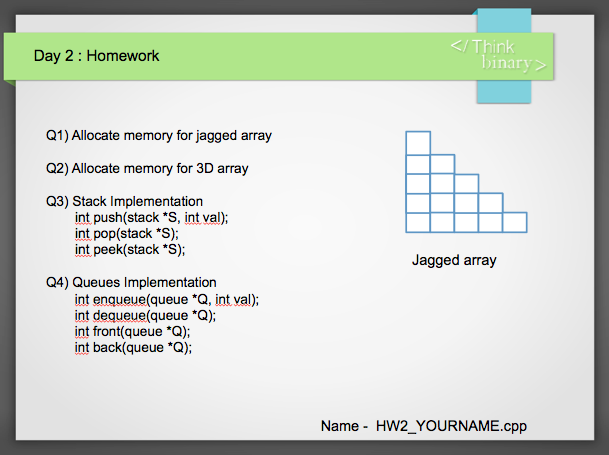 Day 2 : Homework
</ Think
binary>
Q1) Allocate memory for jagged array
Q2) Allocate memory for 3D array
Q3) Stack Implementation
int push(stack *S, int val);
int pop(stack *S);
int peek(stack *S);
Q4) Queues Implementation
int enqueue(queue *Q, int val);
int dequeue(queue *Q);
int front(queue *Q);
int back(queue *Q);
Jagged array
Name - HW2_YOURNAME.cpp